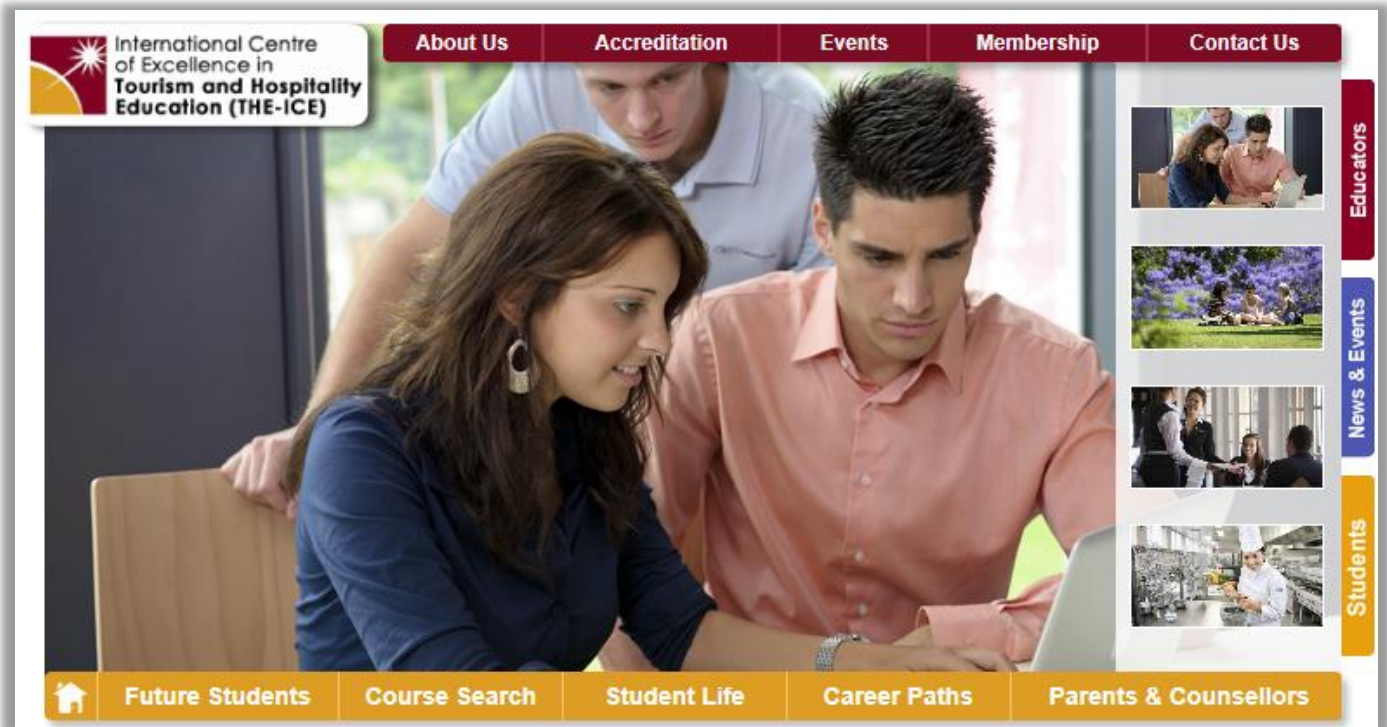 International Centre
of Excellence in
Tourism and Hospitality
Education (THE-ICE)
About Us
Accreditation
Events
Membership
Contact Us
Educators
News & Events
Students
Future Students
Course Search
Student Life
Career Paths
Parents & Counsellors